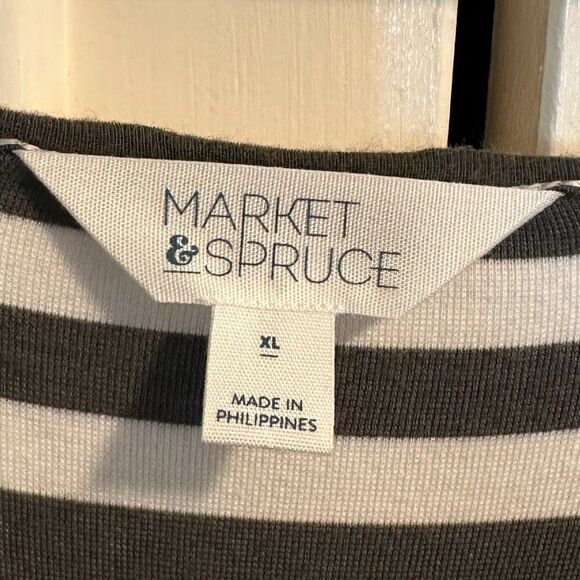 MARKET
& SPRUCE
XL
MADE IN
PHILIPPINES